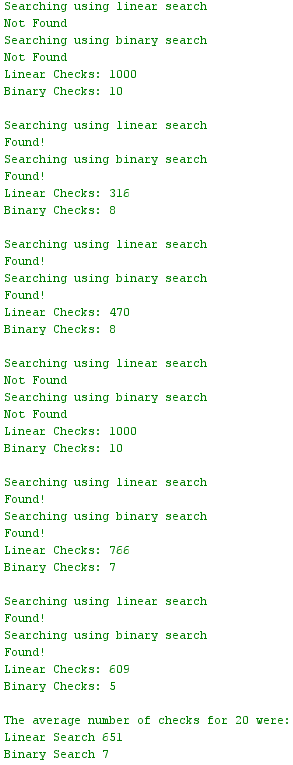 Searching using linear search
Not Found
Searching using binary search
Not Found
Linear Checks: 1000
Binary Checks: 10
Searching using linear search
Found!
Searching using binary search
Found!
Linear Checks: 316
Binary Checks: 8
Searching using linear search
Found!
Searching using binary search
Found!
Linear Checks: 470
Binary Checks: 8
Searching using linear search
Not Found
Searching using binary search
Not Found
Linear Checks: 1000
Binary Checks: 10
Searching using linear search
Found!
Searching using binary search
Found!
Linear Checks: 766
Binary Checks: 7
Searching using linear search
Found!
Searching using binary search
Found!
Linear Checks: 609
Binary Checks: 5
The average number of checks for 20 were:
Linear Search 651
Binary Search 7